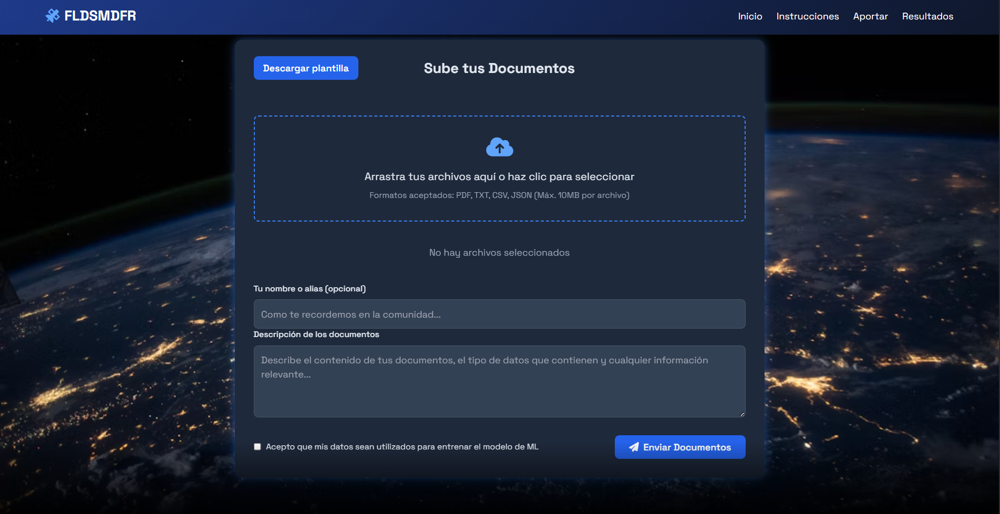 FLDSMDFR
Inicio
Instrucciones
Aportar
Resultados
Descargar plantilla
Sube tus Documentos
Arrastra tus archivos aquí o haz clic para seleccionar
Formatos aceptados: PDF, TXT, CSV, JSON (Máx. 10MB por archivo)
No hay archivos seleccionados
Tu nombre o alias (opcional)
Como te recordemos en la comunidad...
Descripción de los documentos
Describe el contenido de tus documentos, el tipo de datos que contienen y cualquier información
relevante...
Acepto que mis datos sean utilizados para entrenar el modelo de ML
Enviar Documentos